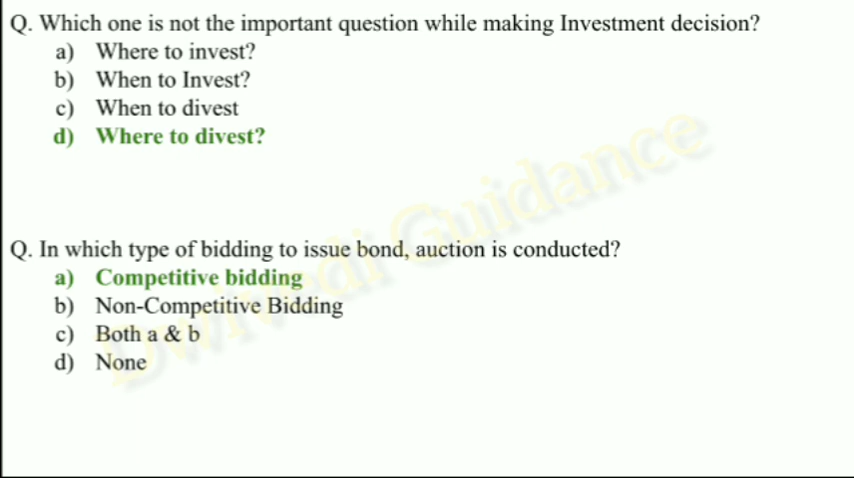 Q. Which one is not the important question while making Investment decision?
a) Where to invest?
b) When to Invest?
c) When to divest
d) Where to divest?
Dwivedi Guidance
Q. In which type of bidding to issue bond, auction is conducted?
a) Competitive bidding
b) Non-Competitive Bidding
c) Both a & b
d) None